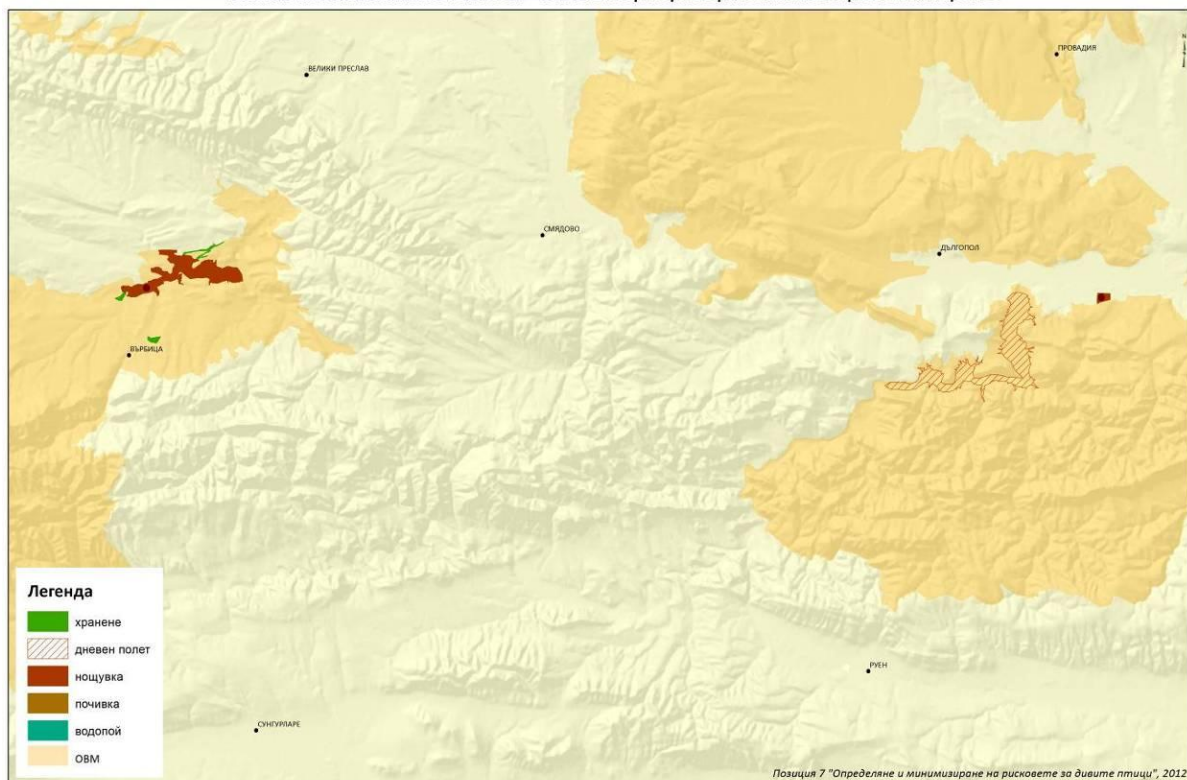 ПРОВАДИЯ
ВЕЛИКИ ПРЕСЛАВ
СМЯДОВО
ДЪЛГОПОЛ
ВЪРБИЦА
Легенда
хранене
дневен полет
нощувка
почивка
водопой
ОВМ
РУЕН
СУНГУРЛАРЕ
Позиция 7 "Определяне и минимизиране на рисковете за дивите птици", 2012